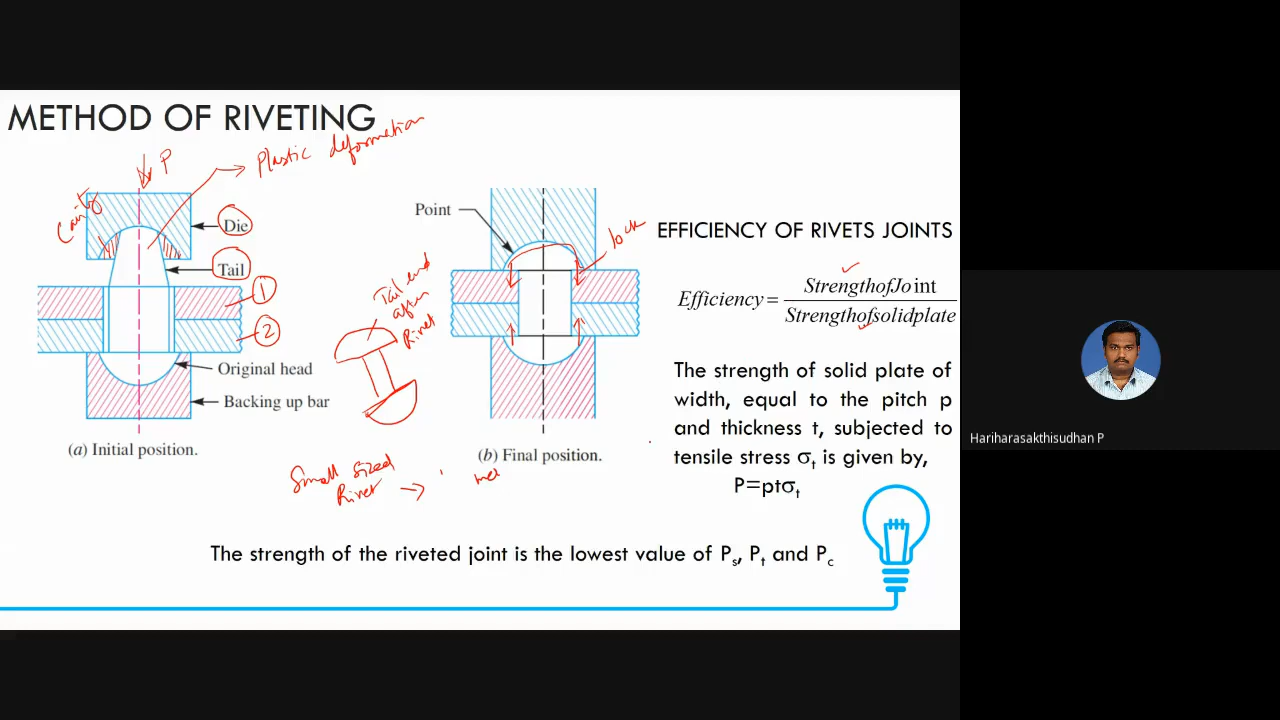 METHOD OF RIVETING
P
Plastic deformation
Cavity
Die
Tail
1
2
Original head
Backing up bar
(a) Initial position.
Tail end
after
Rivet
Point
lock
(b) Final position.
Small sized
Rivet →
EFFICIENCY OF RIVETS JOINTS
Efficiency = StrengthofJoint
Strengthofsolidplate
The strength of solid plate of
width, equal to the pitch p
and thickness t, subjected to
tensile stress σt is given by,
P=ptσt
The strength of the riveted joint is the lowest value of Ps, Pt and Pc
Hariharasakthisudhan P